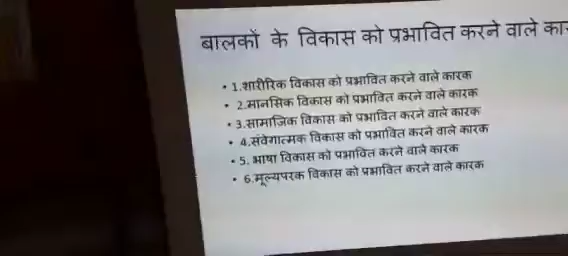 बालकों के विकास को प्रभावित करने वाले
• 1.शारीरिक विकास को प्रभावित करने वाले कारक
• 2.मानसिक विकास को प्रभावित करने वाले कारक
• 3.सामाजिक विकास को प्रभावित करने वाले कारक
• 4.संवेगात्मक विकास को प्रभावित करने वाले कारक
• 5. भाषा विकास को प्रभावित करने वाले कारक
• 6.मूल्यपरक विकास को प्रभावित करने वाले कारक